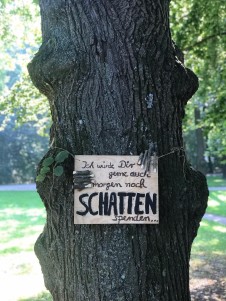 Ich würde Dir
gerne auch
morgen noch
SCHATTEN
spenden...